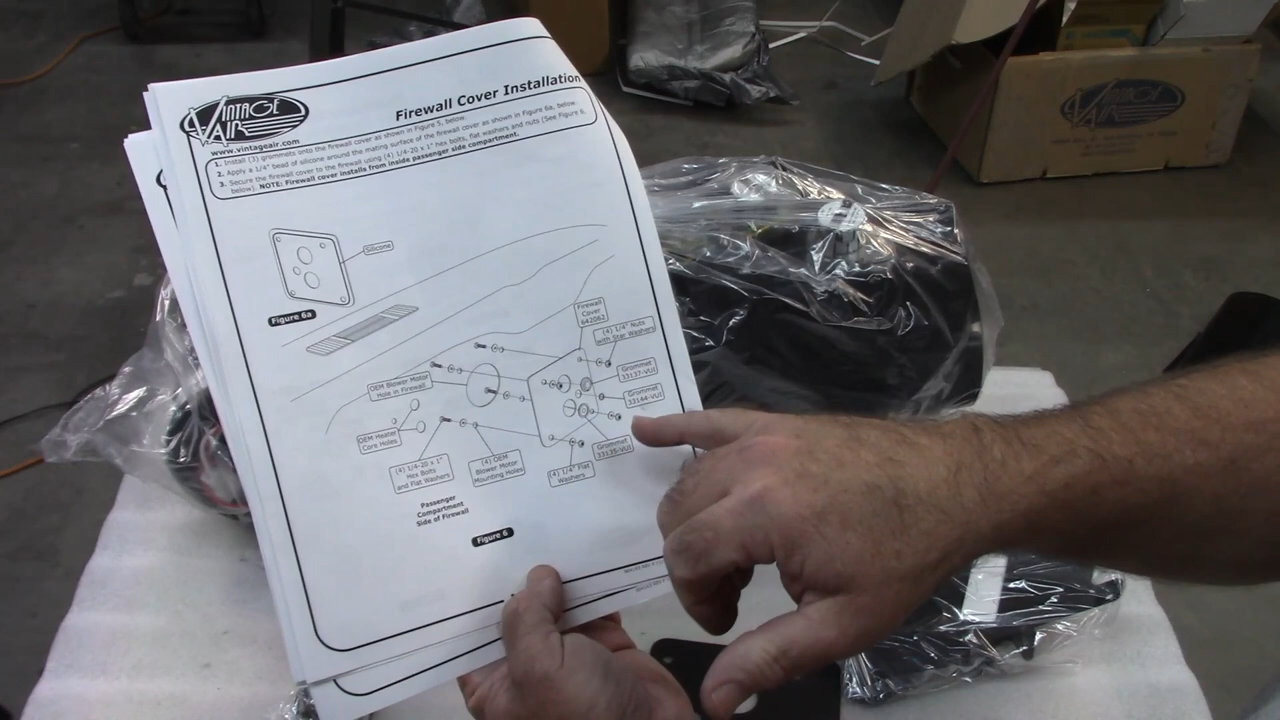 VINTAGE
AIR
www.vintageair.com
Firewall Cover Installation
1. Install (3) grommets onto the firewall cover as shown in Figure 5, below.
2. Apply a 1/4" bead of silicone around the mating surface of the firewall cover as shown in Figure 6a, below.
3. Secure the firewall cover to the firewall using (4) 1/4-20 x 1" hex bolts, flat washers and nuts (See Figure 6,
below). NOTE: Firewall cover installs from inside passenger side compartment.
Silicone
Figure 6a
Firewall
Cover
642062
(4) 1/4" Nuts
with Star Washers
OEM Blower Motor
Hole in Firewall
Grommet
33137-VUI
Grommet
33144-VUI
OEM Heater
Core Holes
Grommet
33135-VUI
(4) 1/4-20 x 1"
Hex Bolts
and Flat Washers
(4) OEM
Blower Motor
Mounting Holes
(4) 1/4" Flat
Washers
Passenger
Compartment
Side of Firewall
Figure 6
VINTAGE
AIR